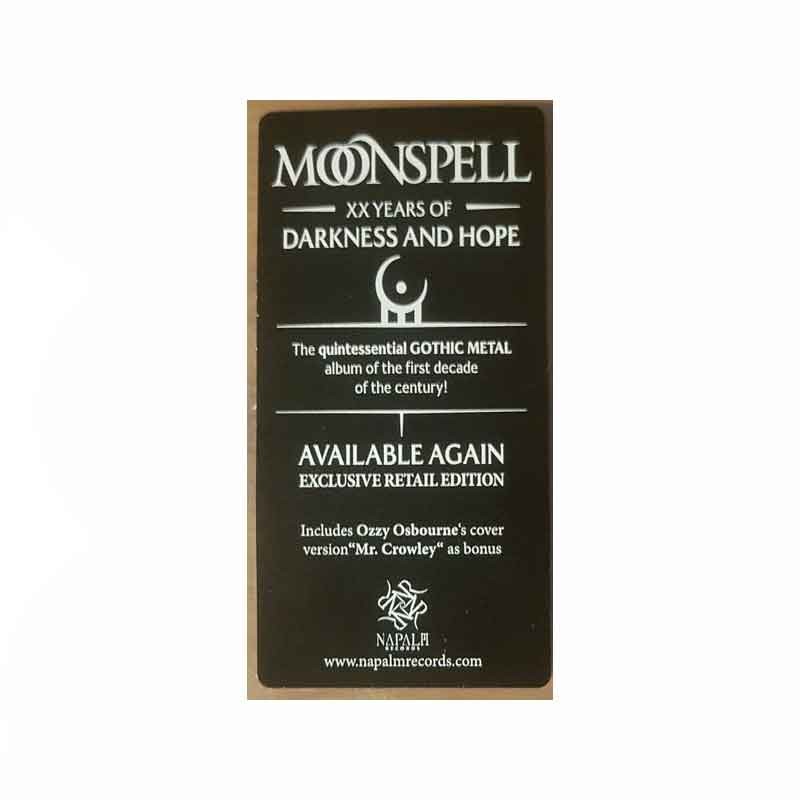 MOONSPELL
XX YEARS OF
DARKNESS AND HOPE
The quintessential GOTHIC METAL
album of the first decade
of the century!
AVAILABLE AGAIN
EXCLUSIVE RETAIL EDITION
Includes Ozzy Osbourne's cover
version"Mr. Crowley“ as bonus
NAPALM
RECORDS
www.napalmrecords.com